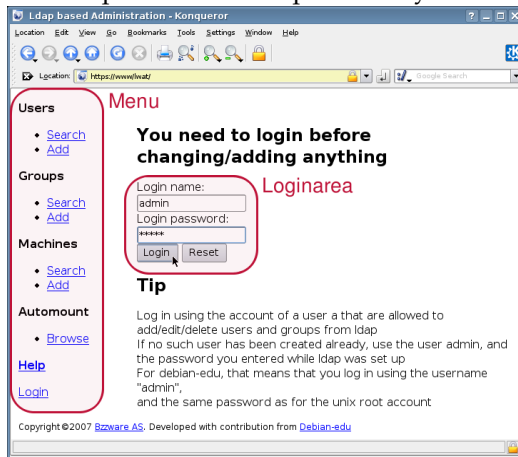 Ldap based Administration - Konqueror
Location Edit View Go Bookmarks Tools Settings Window Help
Location: https://www/lwat/
Google Search
Menu
Users
Search
Add
Groups
Search
Add
Machines
Search
Add
Automount
Browse
Help
Login
You need to login before
changing/adding anything
Loginarea
Login name:
admin
Login password:
*****
Login Reset
Tip
Log in using the account of a user a that are allowed to
add/edit/delete users and groups from ldap
If no such user has been created already, use the user admin, and
the password you entered while ldap was set up
For debian-edu, that means that you log in using the username
"admin",
and the same password as for the unix root account
Copyright ©2007 Bzzware AS. Developed with contribution from Debian-edu